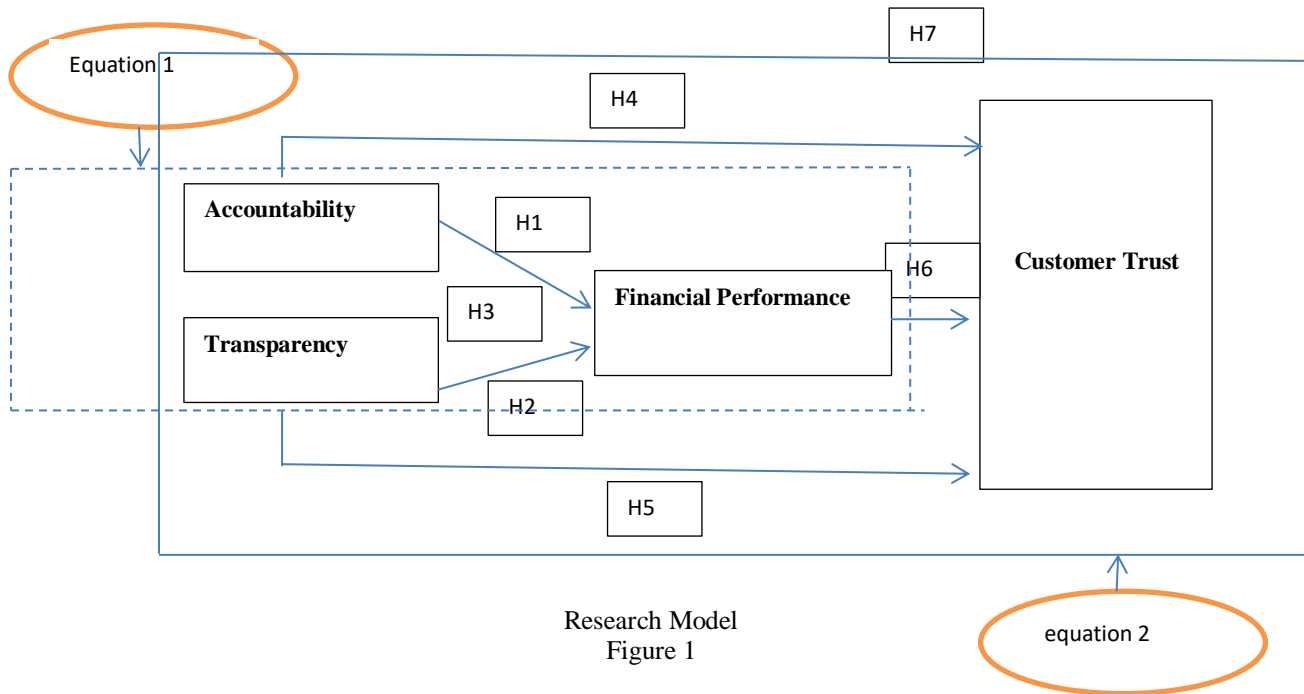 H7
Equation 1
H4
Accountability
H1
H6
Customer Trust
Financial Performance
H3
Transparency
H2
H5
Research Model
Figure 1
equation 2